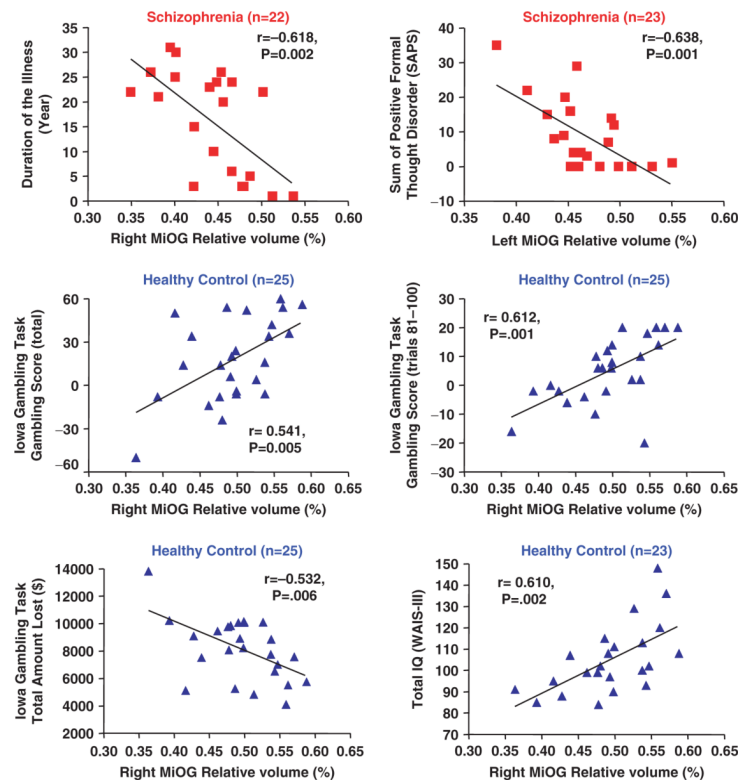 Schizophrenia (n=22)
r=–0.618,
P=0.002
Duration of the Illness
(Year)
35
30
25
20
15
10
5
0
0.30 0.35 0.40 0.45 0.50 0.55 0.60
Right MiOG Relative volume (%)
Schizophrenia (n=23)
r=–0.638,
P=0.001
Sum of Positive Formal
Thought Disorder (SAPS)
40
30
20
10
0
–10
0.35 0.40 0.45 0.50 0.55 0.60
Left MiOG Relative volume (%)
Healthy Control (n=25)
Iowa Gambling Task
Gambling Score (total)
60
30
0
–30
–60
r= 0.541,
P=0.005
0.30 0.35 0.40 0.45 0.50 0.55 0.60 0.65
Right MiOG Relative volume (%)
Healthy Control (n=25)
r= 0.612,
P=.001
Iowa Gambling Task
Gambling Score (trials 81–100)
30
20
10
0
–10
–20
–30
0.30 0.35 0.40 0.45 0.50 0.55 0.60 0.65
Right MiOG Relative volume (%)
Healthy Control (n=25)
r=–0.532,
P=.006
Iowa Gambling Task
Total Amount Lost ($)
14000
12000
10000
8000
6000
4000
2000
0.30 0.35 0.40 0.45 0.50 0.55 0.60 0.65
Right MiOG Relative volume (%)
Healthy Control (n=23)
r= 0.610,
P=.002
Total IQ (WAIS-III)
150
140
130
120
110
100
90
80
70
0.30 0.35 0.40 0.45 0.50 0.55 0.60 0.65
Right MiOG Relative volume (%)